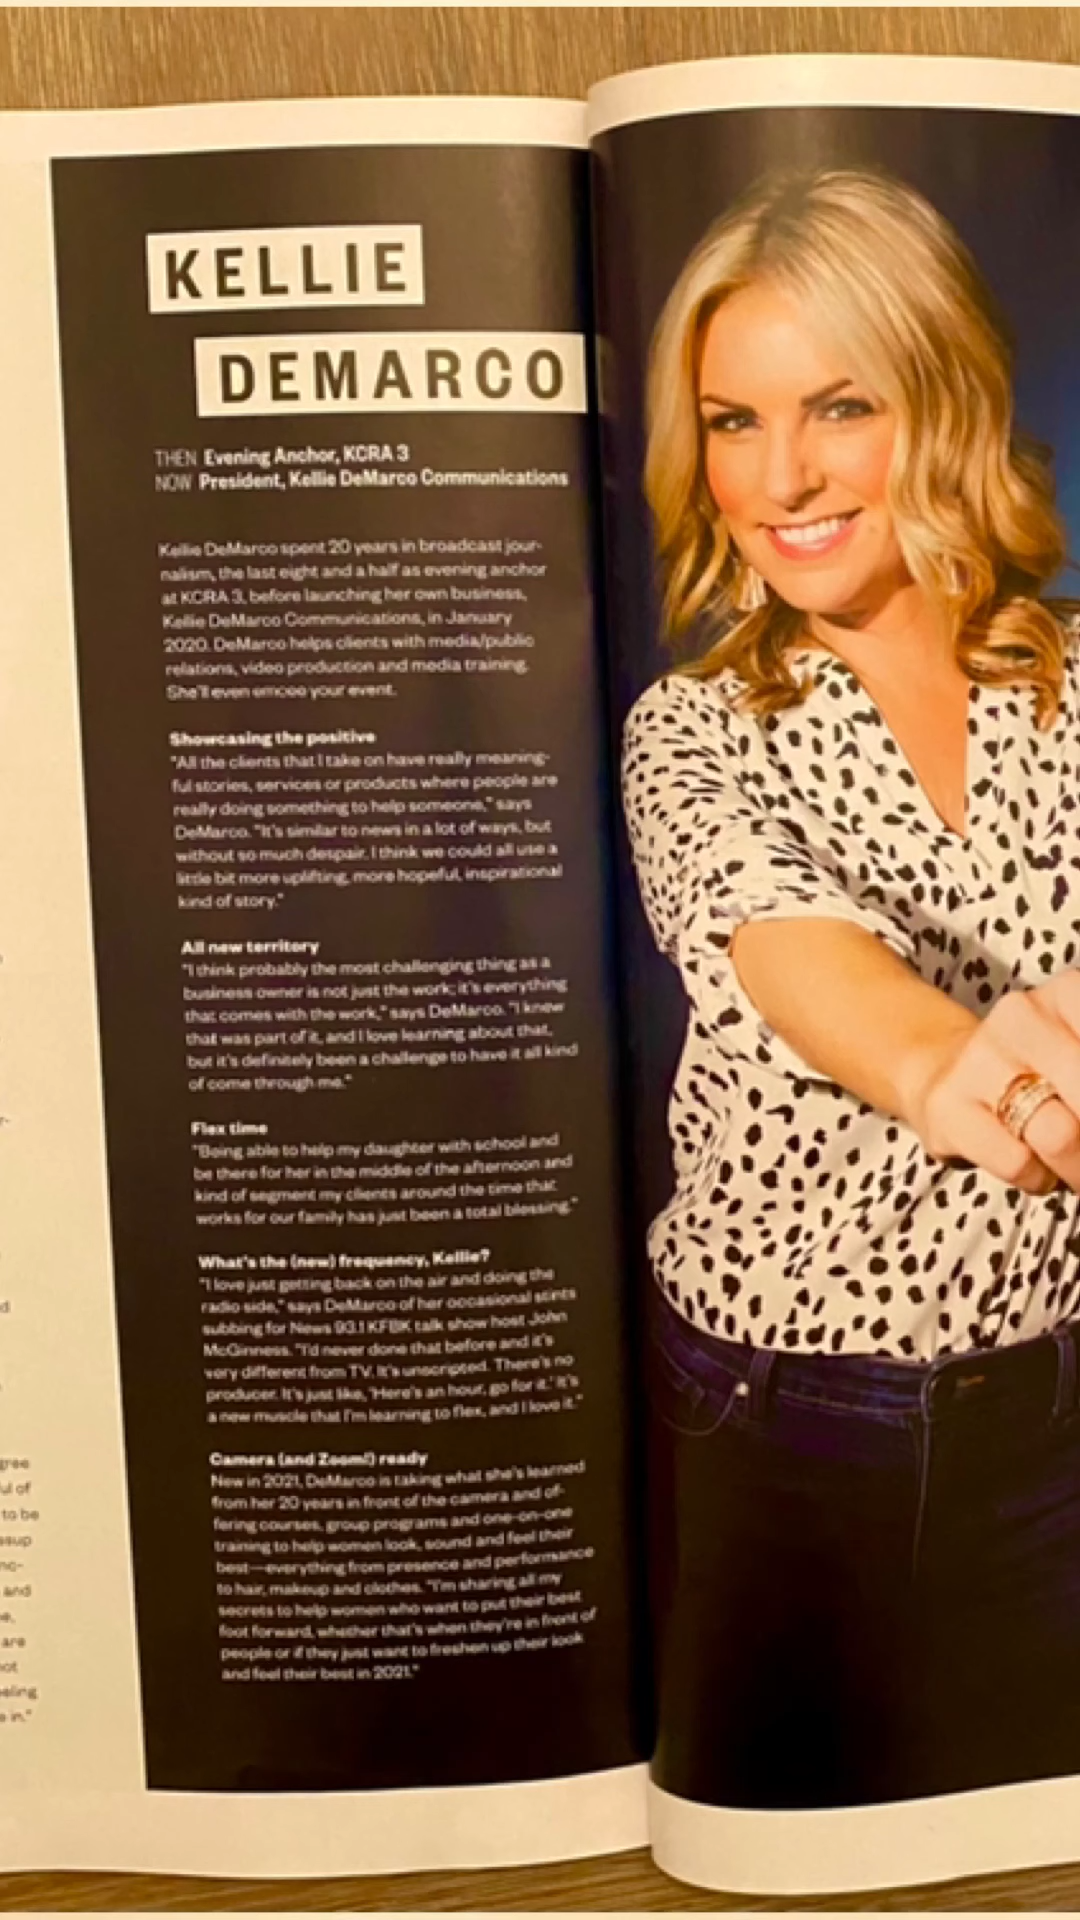 KELLIE
DEMARCO
THEN Evening Anchor, KCRA 3
NOW President, Kellie DeMarco Communications
Kellie DeMarco spent 20 years in broadcast jour-
nalism, the last eight and a half as evening anchor
at KCRA 3, before launching her own business,
Kellie DeMarco Communications, in January
2020. DeMarco helps clients with media/public
relations, video production and media training.
She'll even emcee your event.
Showcasing the positive
"All the clients that I take on have really meaning-
ful stories, services or products where people are
really doing something to help someone," says
DeMarco. "It's similar to news in a lot of ways, but
without so much despair. I think we could all use a
little bit more uplifting, more hopeful, inspirational
kind of story."
All new territory
"I think probably the most challenging thing as a
business owner is not just the work; it's everything
that comes with the work," says DeMarco. "I knew
that was part of it, and I love learning about that,
but it's definitely been a challenge to have it all kind
of come through me."
Flex time
"Being able to help my daughter with school and
be there for her in the middle of the afternoon and
kind of segment my clients around the time that
works for our family has just been a total blessing."
What's the (new) frequency, Kellie?
"I love just getting back on the air and doing the
radio side," says DeMarco of her occasional stints
subbing for News 93.1 KFBK talk show host John
McGinness. "I'd never done that before and it's
very different from TV. It's unscripted. There's no
producer. It's just like, 'Here's an hour, go for it.' It's
a new muscle that I'm learning to flex, and I love it."
Camera (and Zoom!) ready
New in 2021, DeMarco is taking what she's learned
from her 20 years in front of the camera and of-
fering courses, group programs and one-on-one
training to help women look, sound and feel their
best—everything from presence and performance
to hair, makeup and clothes. "I'm sharing all my
secrets to help women who want to put their best
foot forward, whether that's when they're in front of
people or if they just want to freshen up their look
and feel their best in 2021."
gree
ul of
to be
asup
nc-
and
are
eling
in."